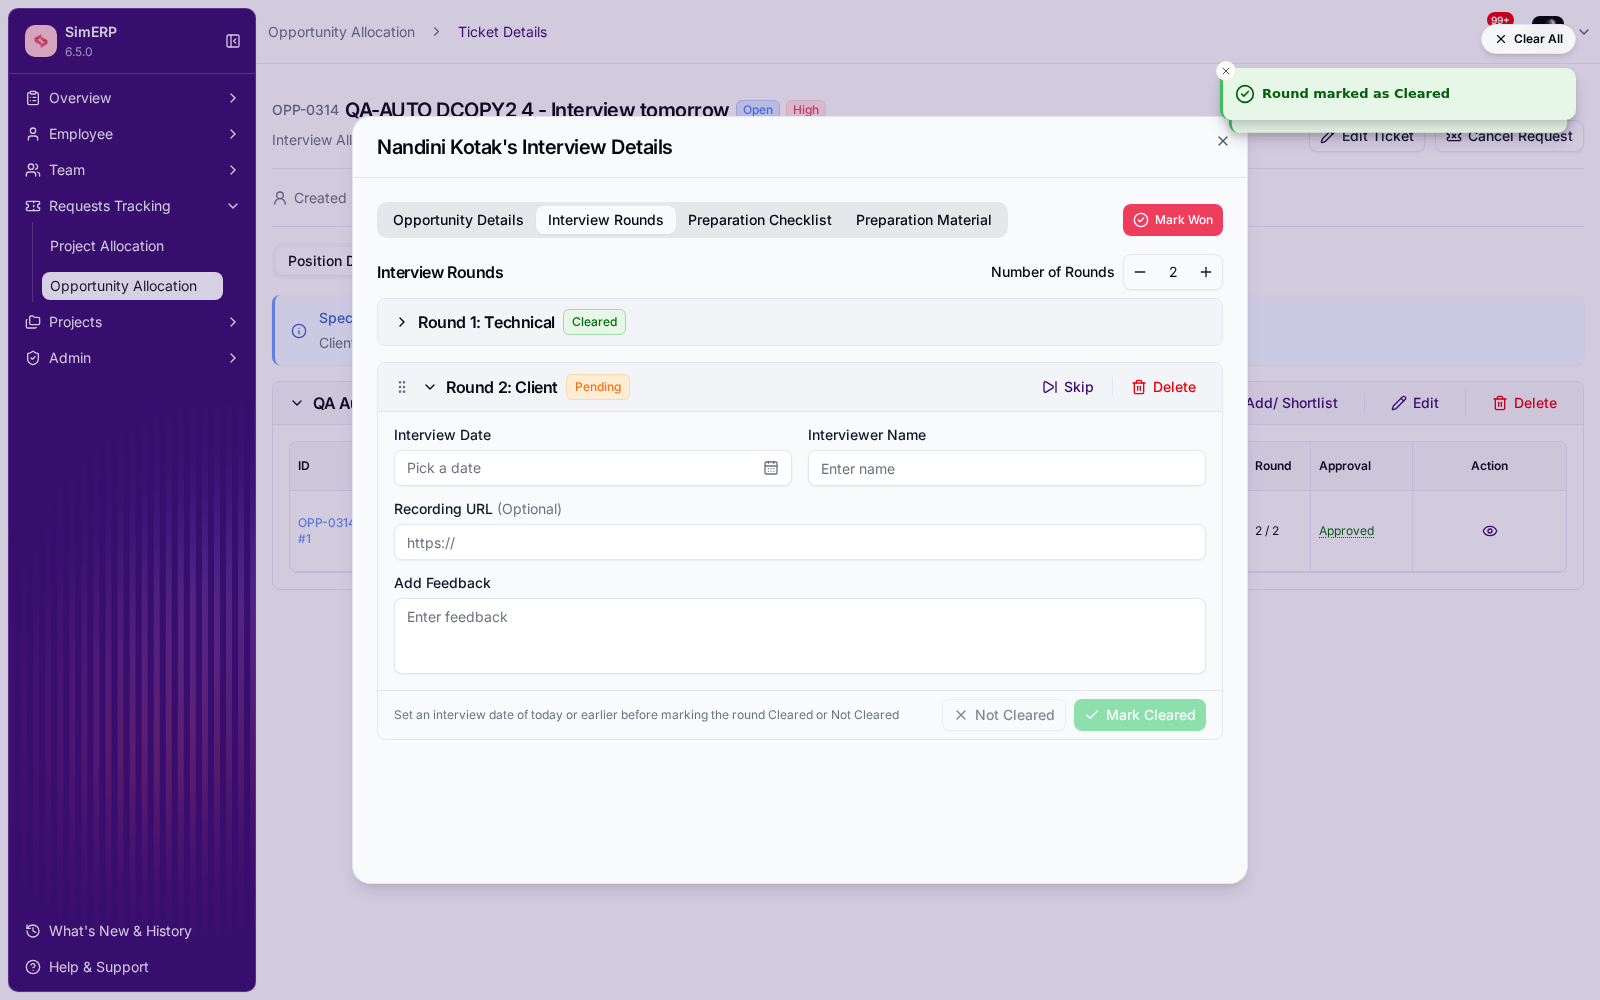 SimERP
6.5.0
Overview
Employee
Team
Requests Tracking
Project Allocation
Opportunity Allocation
Projects
Admin
What's New & History
Help & Support
Opportunity Allocation
Ticket Details
99+
Clear All
Round marked as Cleared
OPP-0314 QA-AUTO DCOPY2 4 - Interview tomorrow Open High
Interview
Edit Ticket
Cancel Request
Created
Position
Add/ Shortlist
Edit
Delete
ID
Round
Approval
Action
OPP-0314
#1
2 / 2
Approved
Nandini Kotak's Interview Details
Opportunity Details
Interview Rounds
Preparation Checklist
Preparation Material
Mark Won
Interview Rounds
Number of Rounds
2
Round 1: Technical Cleared
Round 2: Client Pending
Skip
Delete
Interview Date
Pick a date
Interviewer Name
Enter name
Recording URL (Optional)
https://
Add Feedback
Enter feedback
Set an interview date of today or earlier before marking the round Cleared or Not Cleared
Not Cleared
Mark Cleared